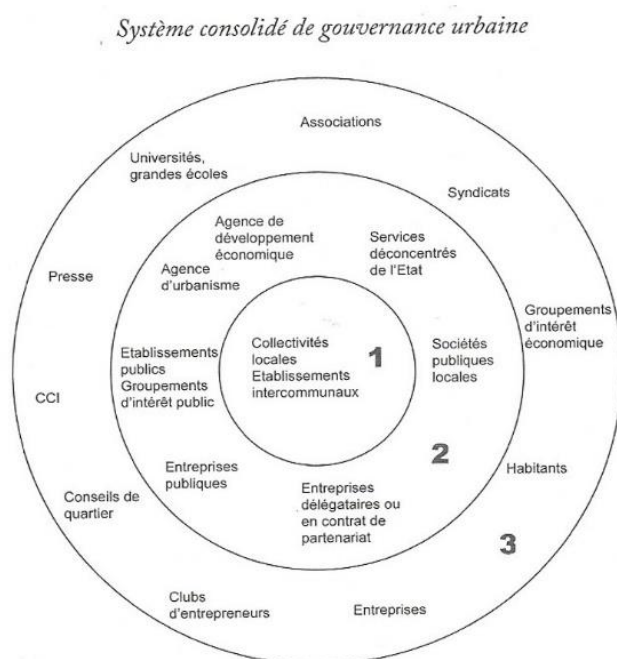 Système consolidé de gouvernance urbaine
Associations
Universités,
grandes écoles
Syndicats
Agence de
développement
économique
Services
déconcentrés
de l'Etat
Presse
Agence
d'urbanisme
Groupements
d'intérêt
économique
Collectivités
locales
Etablissements
intercommunaux
1
Etablissements
publics
Groupements
d'intérêt public
Sociétés
publiques
locales
CCI
2
Entreprises
publiques
Habitants
Entreprises
délégataires ou
en contrat de
partenariat
Conseils de
quartier
3
Clubs
d'entrepreneurs
Entreprises